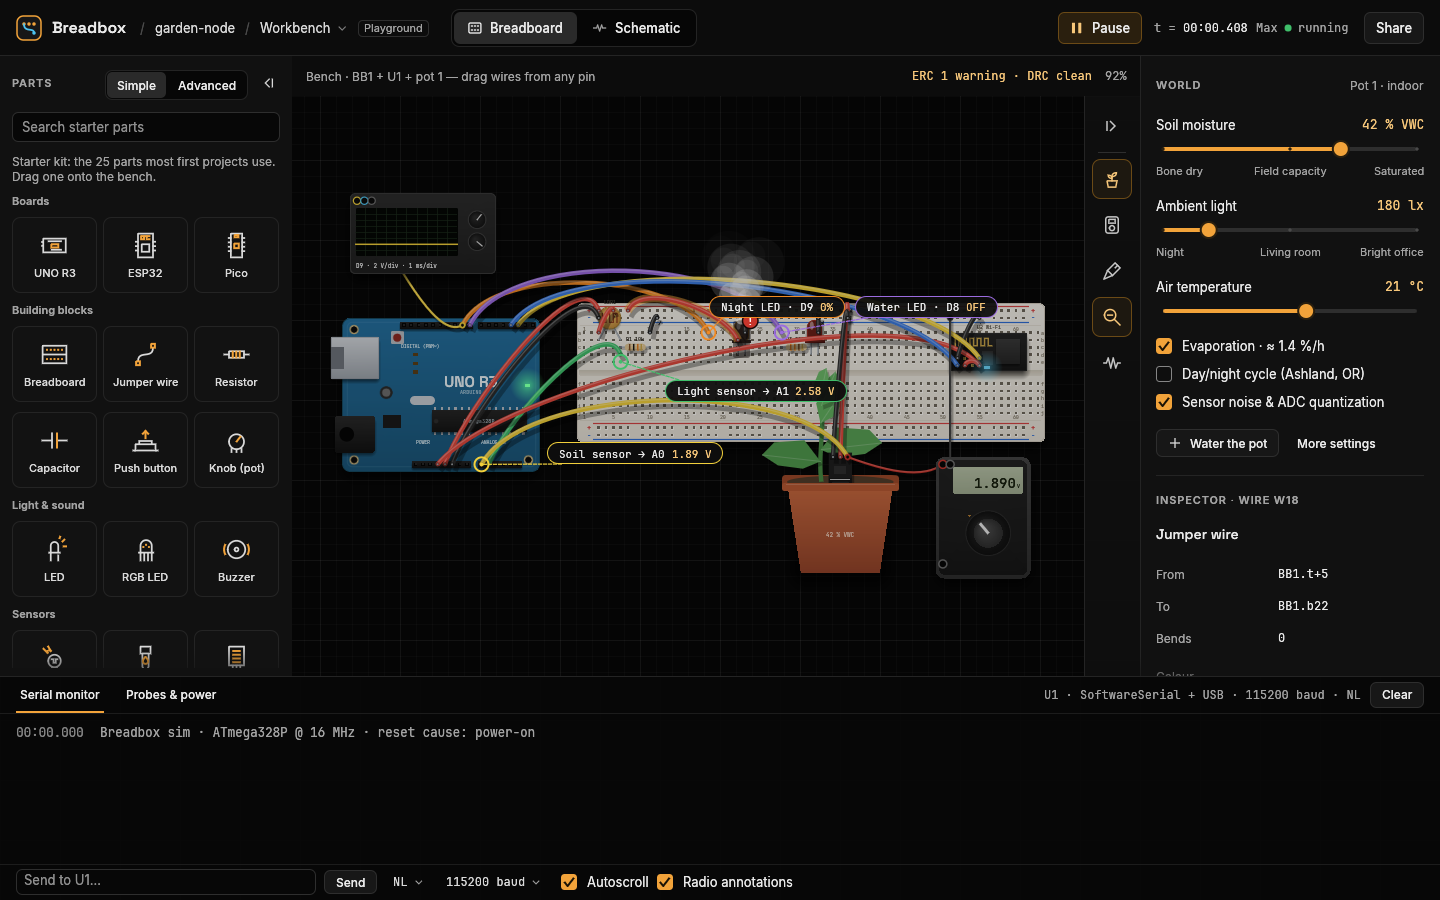 Breadbox / garden-node / Workbench Playground
Breadboard Schematic
Pause t = 00:00.408 Max running Share
PARTS Simple Advanced
Search starter parts
Starter kit: the 25 parts most first projects use.
Drag one onto the bench.
Boards
UNO R3 ESP32 Pico
Building blocks
Breadboard Jumper wire Resistor
Capacitor Push button Knob (pot)
Light & sound
LED RGB LED Buzzer
Sensors
Bench · BB1 + U1 + pot 1 — drag wires from any pin
ERC 1 warning · DRC clean 92%
D9 · 2 V/div · 1 ms/div
Night LED · D9 0%
Water LED · D8 OFF
DIGITAL (PWM~)
UNO R3
POWER
Light sensor → A1 2.58 V
Soil sensor → A0 1.89 V
42 % VWC
1.890
WORLD Pot 1 · indoor
Soil moisture 42 % VWC
Bone dry Field capacity Saturated
Ambient light 180 lx
Night Living room Bright office
Air temperature 21 °C
Evaporation · ≈ 1.4 %/h
Day/night cycle (Ashland, OR)
Sensor noise & ADC quantization
Water the pot More settings
INSPECTOR · WIRE W18
Jumper wire
From BB1.t+5
To BB1.b22
Bends 0
Serial monitor Probes & power
U1 · SoftwareSerial + USB · 115200 baud · NL Clear
00:00.000 Breadbox sim · ATmega328P @ 16 MHz · reset cause: power-on
Send to U1... Send NL 115200 baud Autoscroll Radio annotations